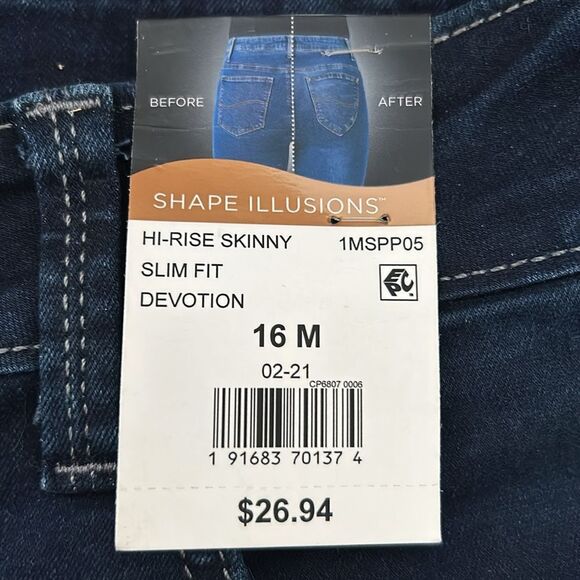 BEFORE AFTER
SHAPE ILLUSIONS™
HI-RISE SKINNY 1MSPP05
SLIM FIT
EPC
DEVOTION
16 M
02-21
CP6807 0006
1 91683 70137 4
$26.94